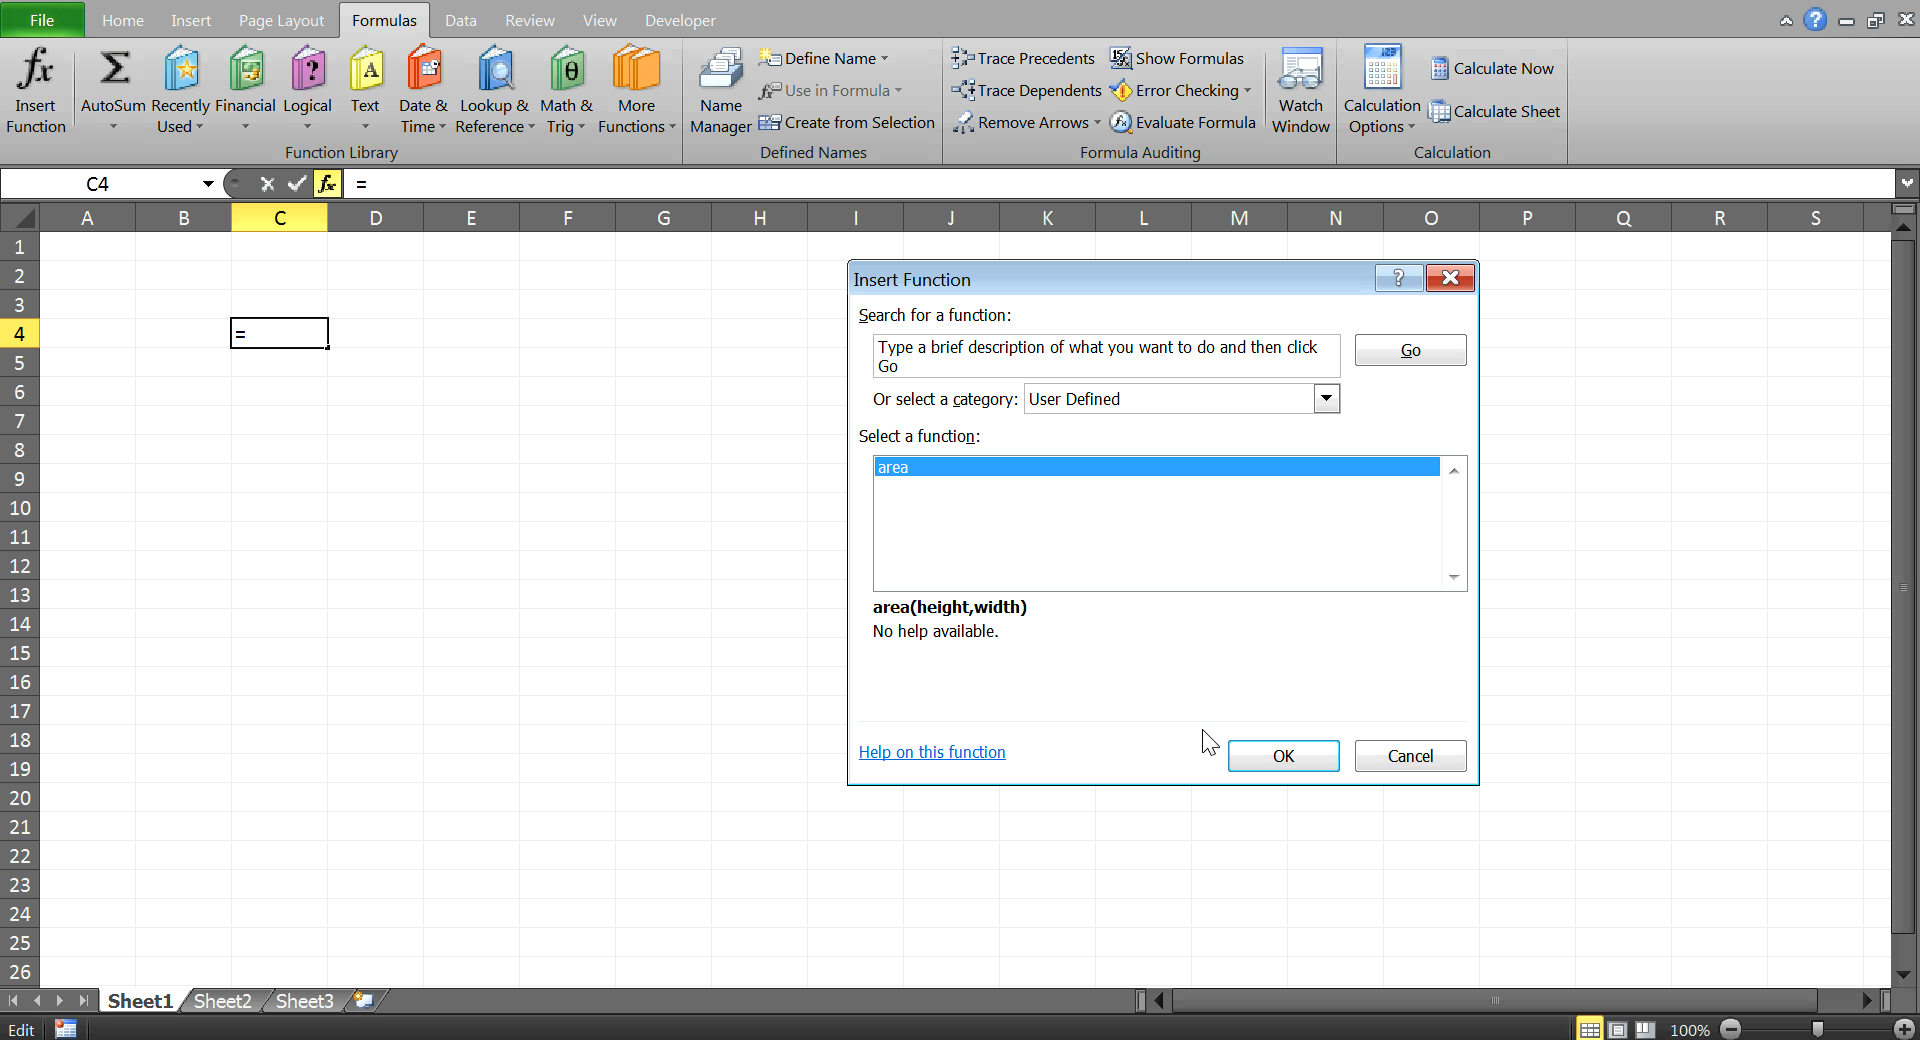 File Home Insert Page Layout Formulas Data Review View Developer
Insert Function
AutoSum
Recently Used
Financial
Logical
Text
Date & Time
Lookup & Reference
Math & Trig
More Functions
Function Library
Name Manager
Define Name
Use in Formula
Create from Selection
Defined Names
Trace Precedents
Trace Dependents
Remove Arrows
Show Formulas
Error Checking
Evaluate Formula
Watch Window
Formula Auditing
Calculation Options
Calculate Now
Calculate Sheet
Calculation
C4 fx =
A B C D E F G H I J K L M N O P Q R S
1
2
3
4 =
5
6
7
8
9
10
11
12
13
14
15
16
17
18
19
20
21
22
23
24
25
26
Insert Function
Search for a function:
Type a brief description of what you want to do and then click
Go
Go
Or select a category: User Defined
Select a function:
area
area(height,width)
No help available.
Help on this function
OK
Cancel
Sheet1 Sheet2 Sheet3
Edit 100%